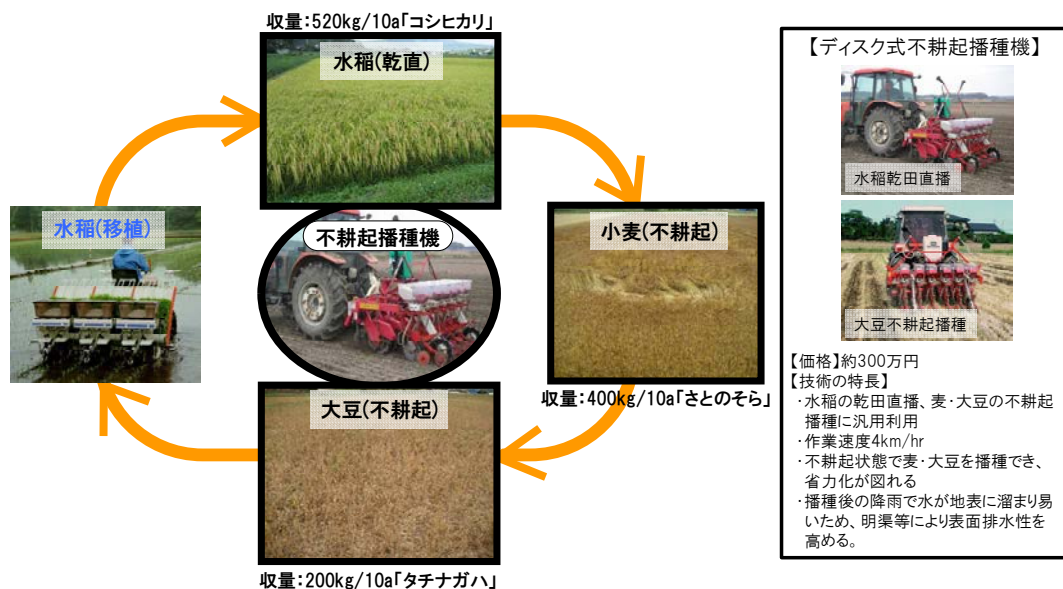 収量：520kg/10a「コシヒカリ」
水稲(乾直)
水稲(移植)
不耕起播種機
小麦(不耕起)
収量：400kg/10a「さとのそら」
大豆(不耕起)
収量：200kg/10a「タチナガハ」
【ディスク式不耕起播種機】
水稲乾田直播
大豆不耕起播種
【価格】約300万円
【技術の特長】
・水稲の乾田直播、麦・大豆の不耕起
播種に汎用利用
・作業速度4km/hr
・不耕起状態で麦・大豆を播種でき、
省力化が図れる
・播種後の降雨で水が地表に溜まり易
いため、明渠等により表面排水性を
高める。